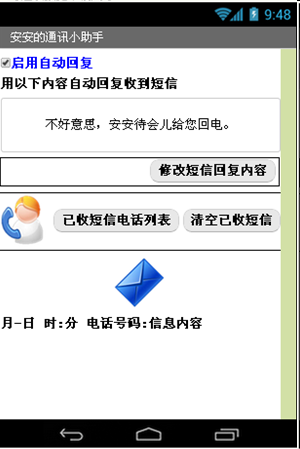 9:48
安安的通讯小助手
启用自动回复
用以下内容自动回复收到短信
不好意思，安安待会儿给您回电。
修改短信回复内容
已收短信电话列表 清空已收短信
月-日 时:分 电话号码:信息内容